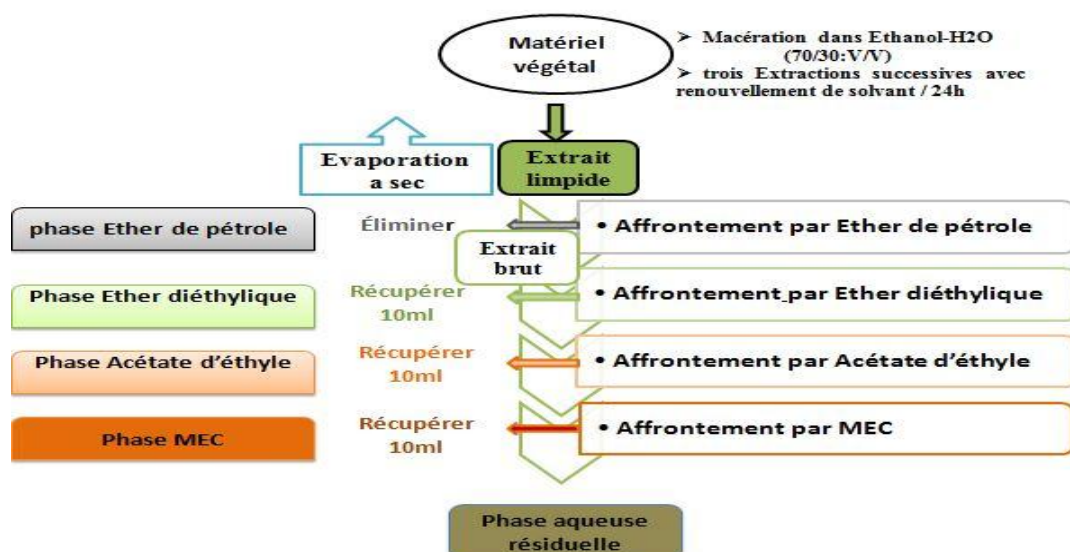 Matériel
végétal
➤ Macération dans Ethanol-H2O
(70/30:V/V)
➤ trois Extractions successives avec
renouvellement de solvant / 24h
Evaporation
a sec
Extrait
limpide
phase Ether de pétrole
Éliminer
• Affrontement par Ether de pétrole
Extrait
brut
Phase Ether diéthylique
Récupérer
10ml
• Affrontement par Ether diéthylique
Phase Acétate d'éthyle
Récupérer
10ml
• Affrontement par Acétate d'éthyle
Phase MEC
Récupérer
10ml
• Affrontement par MEC
Phase aqueuse
résiduelle